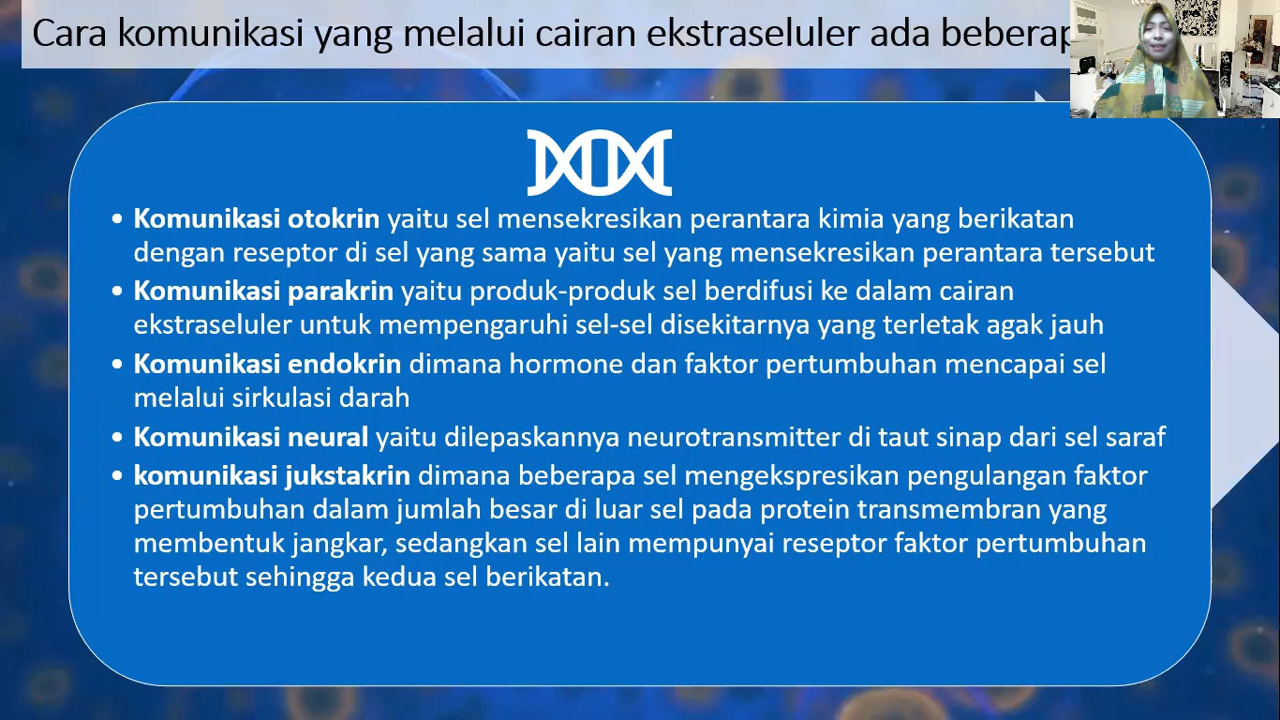 Cara komunikasi yang melalui cairan ekstraseluler ada
• Komunikasi otokrin yaitu sel mensekresikan perantara kimia yang berikatan
dengan reseptor di sel yang sama yaitu sel yang mensekresikan perantara tersebut
• Komunikasi parakrin yaitu produk-produk sel berdifusi ke dalam cairan
ekstraseluler untuk mempengaruhi sel-sel disekitarnya yang terletak agak jauh
• Komunikasi endokrin dimana hormone dan faktor pertumbuhan mencapai sel
melalui sirkulasi darah
• Komunikasi neural yaitu dilepaskannya neurotransmitter di taut sinap dari sel saraf
• komunikasi jukstakrin dimana beberapa sel mengekspresikan pengulangan faktor
pertumbuhan dalam jumlah besar di luar sel pada protein transmembran yang
membentuk jangkar, sedangkan sel lain mempunyai reseptor faktor pertumbuhan
tersebut sehingga kedua sel berikatan.